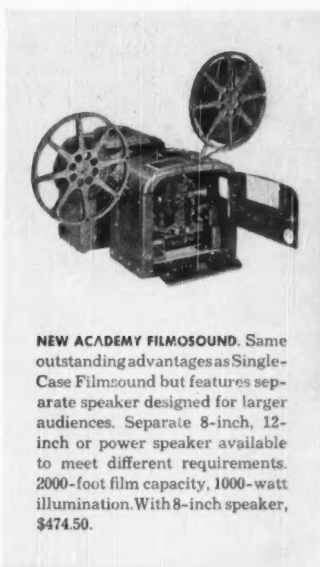 NEW ACADEMY FILMOSOUND. Same
outstanding advantages as Single-
Case Filmsound but features sep-
arate speaker designed for larger
audiences. Separate 8-inch, 12-
inch or power speaker available
to meet different requirements.
2000-foot film capacity, 1000-watt
illumination. With 8-inch speaker,
$474.50.